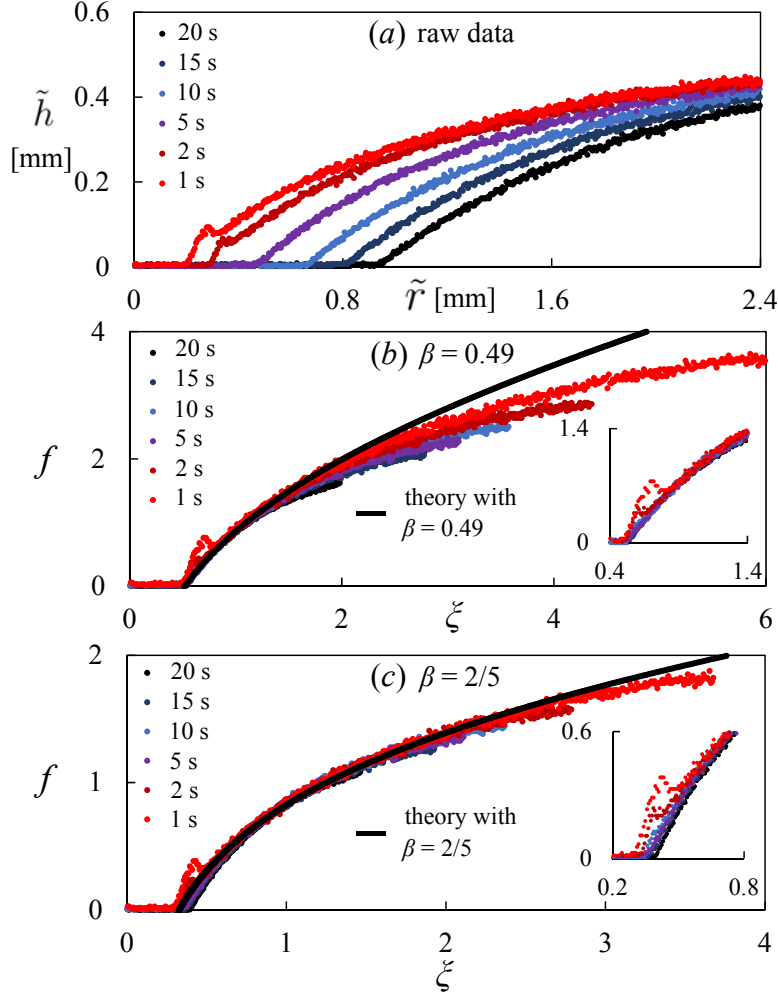 (a) raw data
20 s
15 s
10 s
5 s
2 s
1 s
h̃
[mm]
0.6
0.4
0.2
0
0 0.8 1.6 2.4
r̃ [mm]
(b) β = 0.49
20 s
15 s
10 s
5 s
2 s
1 s
f
4
2
0
theory with
β = 0.49
1.4
0
0.4 1.4
0 2 4 6
ξ
(c) β = 2/5
20 s
15 s
10 s
5 s
2 s
1 s
f
2
1
0
theory with
β = 2/5
0.6
0
0.2 0.8
0 1 2 3 4
ξ